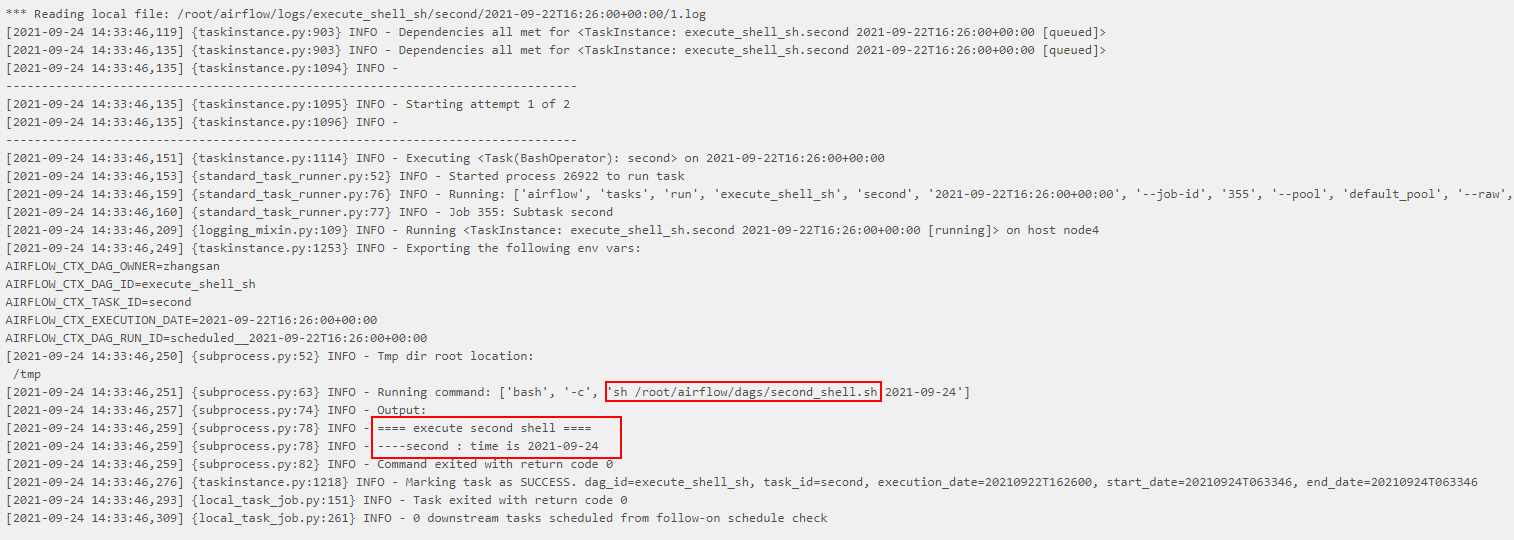 *** Reading local file: /root/airflow/logs/execute_shell_sh/second/2021-09-22T16:26:00+00:00/1.log
[2021-09-24 14:33:46,119] {taskinstance.py:903} INFO - Dependencies all met for <TaskInstance: execute_shell_sh.second 2021-09-22T16:26:00+00:00 [queued]>
[2021-09-24 14:33:46,135] {taskinstance.py:903} INFO - Dependencies all met for <TaskInstance: execute_shell_sh.second 2021-09-22T16:26:00+00:00 [queued]>
[2021-09-24 14:33:46,135] {taskinstance.py:1094} INFO -
--------------------------------------------------------------------------------
[2021-09-24 14:33:46,135] {taskinstance.py:1095} INFO - Starting attempt 1 of 2
[2021-09-24 14:33:46,135] {taskinstance.py:1096} INFO -
--------------------------------------------------------------------------------
[2021-09-24 14:33:46,151] {taskinstance.py:1114} INFO - Executing <Task(BashOperator): second> on 2021-09-22T16:26:00+00:00
[2021-09-24 14:33:46,153] {standard_task_runner.py:52} INFO - Started process 26922 to run task
[2021-09-24 14:33:46,159] {standard_task_runner.py:76} INFO - Running: ['airflow', 'tasks', 'run', 'execute_shell_sh', 'second', '2021-09-22T16:26:00+00:00', '--job-id', '355', '--pool', 'default_pool', '--raw',
[2021-09-24 14:33:46,160] {standard_task_runner.py:77} INFO - Job 355: Subtask second
[2021-09-24 14:33:46,209] {logging_mixin.py:109} INFO - Running <TaskInstance: execute_shell_sh.second 2021-09-22T16:26:00+00:00 [running]> on host node4
[2021-09-24 14:33:46,249] {taskinstance.py:1253} INFO - Exporting the following env vars:
AIRFLOW_CTX_DAG_OWNER=zhangsan
AIRFLOW_CTX_DAG_ID=execute_shell_sh
AIRFLOW_CTX_TASK_ID=second
AIRFLOW_CTX_EXECUTION_DATE=2021-09-22T16:26:00+00:00
AIRFLOW_CTX_DAG_RUN_ID=scheduled__2021-09-22T16:26:00+00:00
[2021-09-24 14:33:46,250] {subprocess.py:52} INFO - Tmp dir root location:
 /tmp
[2021-09-24 14:33:46,251] {subprocess.py:63} INFO - Running command: ['bash', '-c', 'sh /root/airflow/dags/second_shell.sh 2021-09-24']
[2021-09-24 14:33:46,257] {subprocess.py:74} INFO - Output:
[2021-09-24 14:33:46,259] {subprocess.py:78} INFO - ==== execute second shell ====
[2021-09-24 14:33:46,259] {subprocess.py:78} INFO - ----second : time is 2021-09-24
[2021-09-24 14:33:46,259] {subprocess.py:82} INFO - Command exited with return code 0
[2021-09-24 14:33:46,276] {taskinstance.py:1218} INFO - Marking task as SUCCESS. dag_id=execute_shell_sh, task_id=second, execution_date=20210922T162600, start_date=20210924T063346, end_date=20210924T063346
[2021-09-24 14:33:46,293] {local_task_job.py:151} INFO - Task exited with return code 0
[2021-09-24 14:33:46,309] {local_task_job.py:261} INFO - 0 downstream tasks scheduled from follow-on schedule check